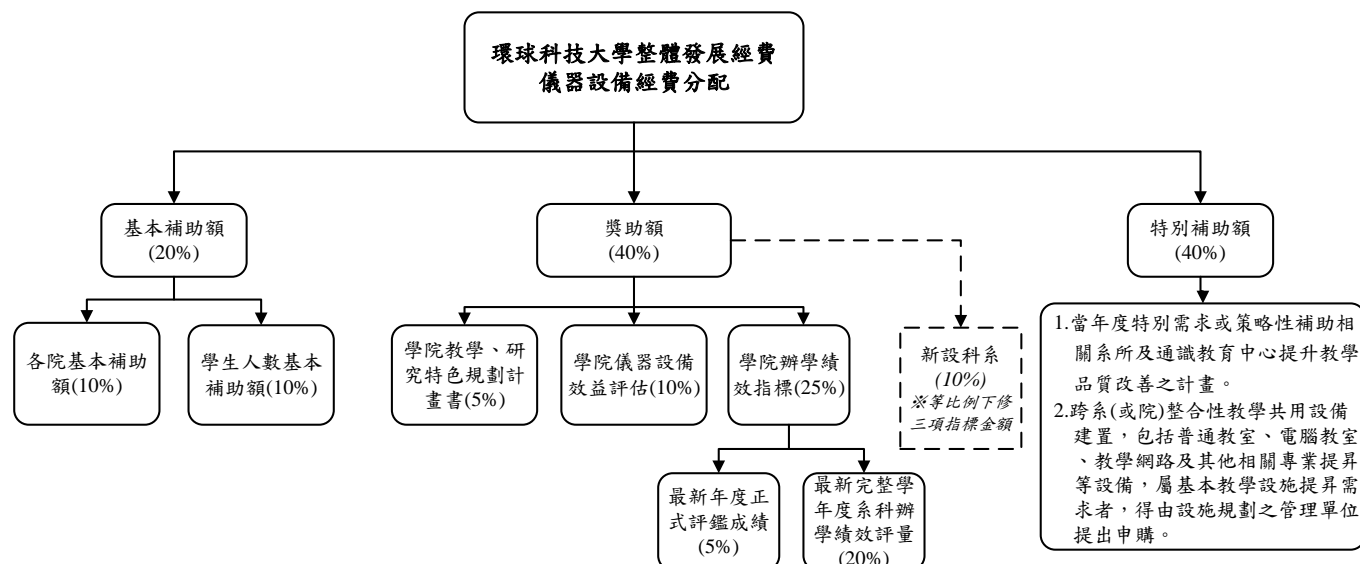 環球科技大學整體發展經費
儀器設備經費分配
基本補助額
(20%)
獎助額
(40%)
特別補助額
(40%)
各院基本補助
額(10%)
學生人數基本
補助額(10%)
學院教學、研
究特色規劃計
畫書(5%)
學院儀器設備
效益評估(10%)
學院辦學績
效指標(25%)
新設科系
(10%)
※等比例下修
三項指標金額
1.當年度特別需求或策略性補助相
關系所及通識教育中心提升教學
品質改善之計畫。
2.跨系(或院)整合性教學共用設備
建置，包括普通教室、電腦教室
、教學網路及其他相關專業提昇
等設備，屬基本教學設施提昇需
求者，得由設施規劃之管理單位
提出申購。
最新年度正
式評鑑成績
(5%)
最新完整學
年度系科辦
學績效評量
(20%)